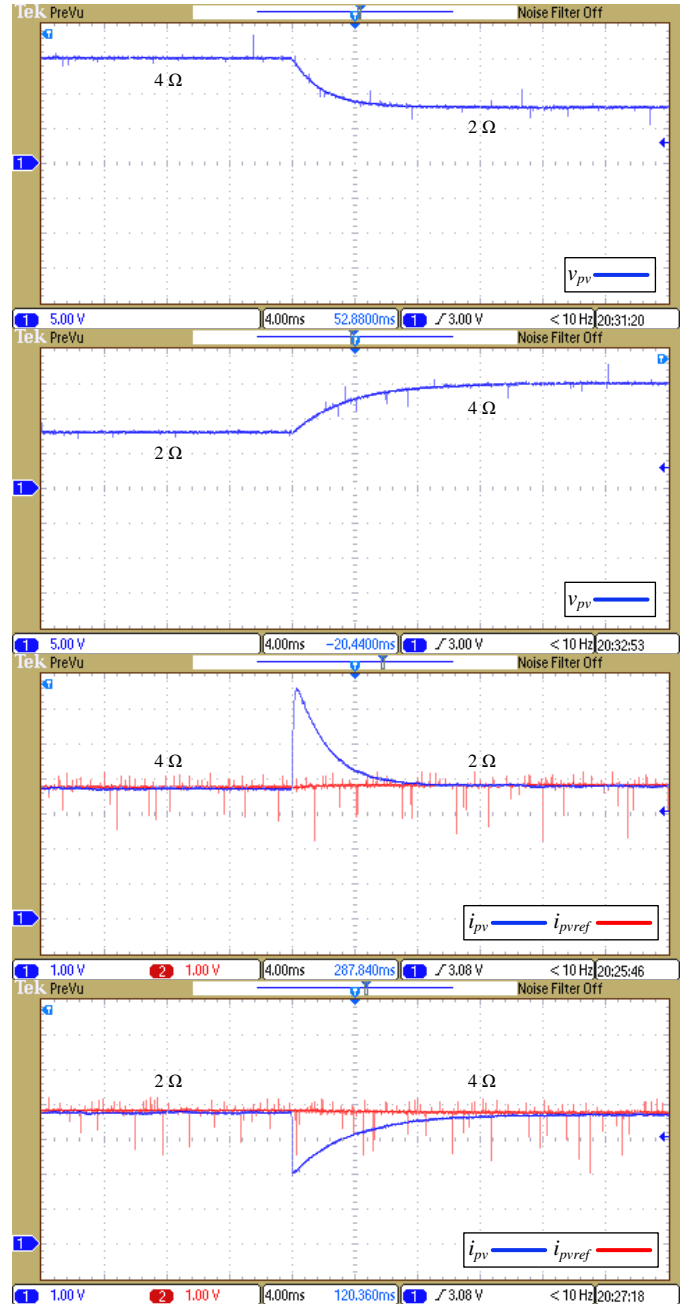 Tek PreVu Noise Filter Off
4 Ω
2 Ω
1
v_pv
1 5.00 V 4.00ms 52.8800ms 1 3.00 V < 10 Hz 20:31:20
Tek PreVu Noise Filter Off
4 Ω
2 Ω
1
v_pv
1 5.00 V 4.00ms −20.4400ms 1 3.00 V < 10 Hz 20:32:53
Tek PreVu Noise Filter Off
4 Ω 2 Ω
1
i_pv i_pvref
1 1.00 V 2 1.00 V 4.00ms 287.840ms 1 3.08 V < 10 Hz 20:25:46
Tek PreVu Noise Filter Off
2 Ω 4 Ω
1
i_pv i_pvref
1 1.00 V 2 1.00 V 4.00ms 120.360ms 1 3.08 V < 10 Hz 20:27:18